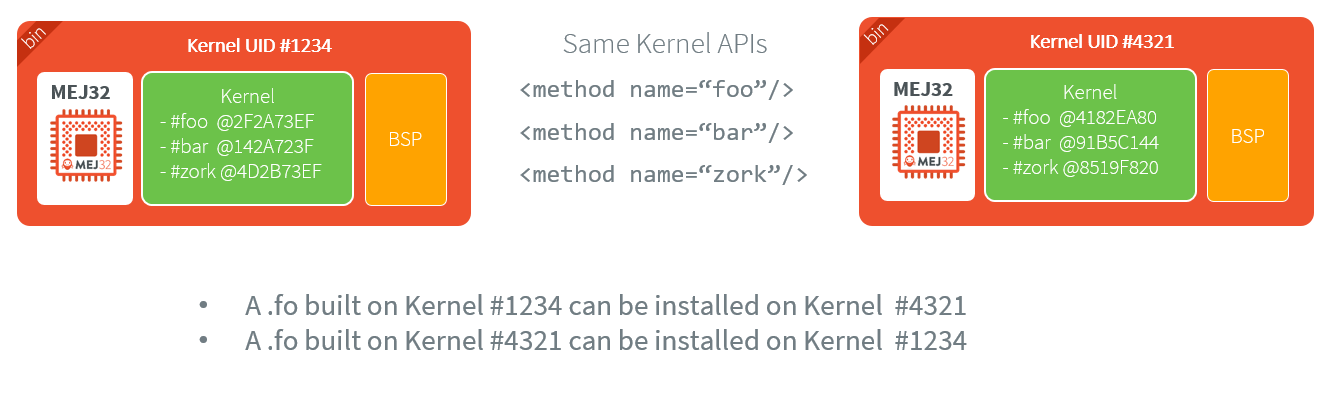 bin
Kernel UID #1234
MEJ32
MEJ32
Kernel
- #foo @2F2A73EF
- #bar @142A723F
- #zork @4D2B73EF
BSP
Same Kernel APIs
<method name=“foo”/>
<method name=“bar”/>
<method name=“zork”/>
bin
Kernel UID #4321
MEJ32
MEJ32
Kernel
- #foo @4182EA80
- #bar @91B5C144
- #zork @8519F820
BSP
• A .fo built on Kernel #1234 can be installed on Kernel #4321
• A .fo built on Kernel #4321 can be installed on Kernel #1234